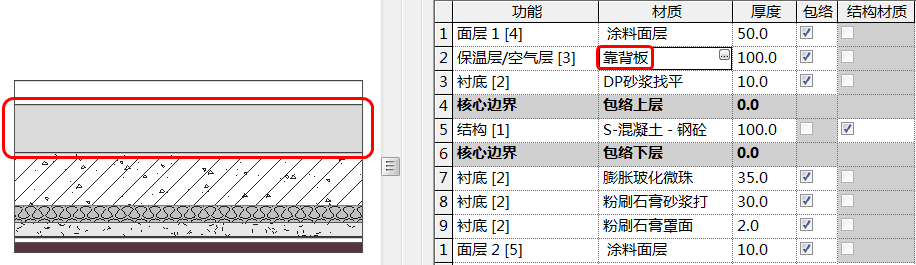 功能 材质 厚度 包络 结构材质
1 面层 1 [4] 涂料面层 50.0
2 保温层/空气层 [3] 靠背板 ... 100.0
3 衬底 [2] DP砂浆找平 10.0
4 核心边界 包络上层 0.0
5 结构 [1] S-混凝土 - 钢砼 100.0
6 核心边界 包络下层 0.0
7 衬底 [2] 膨胀玻化微珠 35.0
8 衬底 [2] 粉刷石膏砂浆打 30.0
9 衬底 [2] 粉刷石膏罩面 2.0
1 面层 2 [5] 涂料面层 10.0